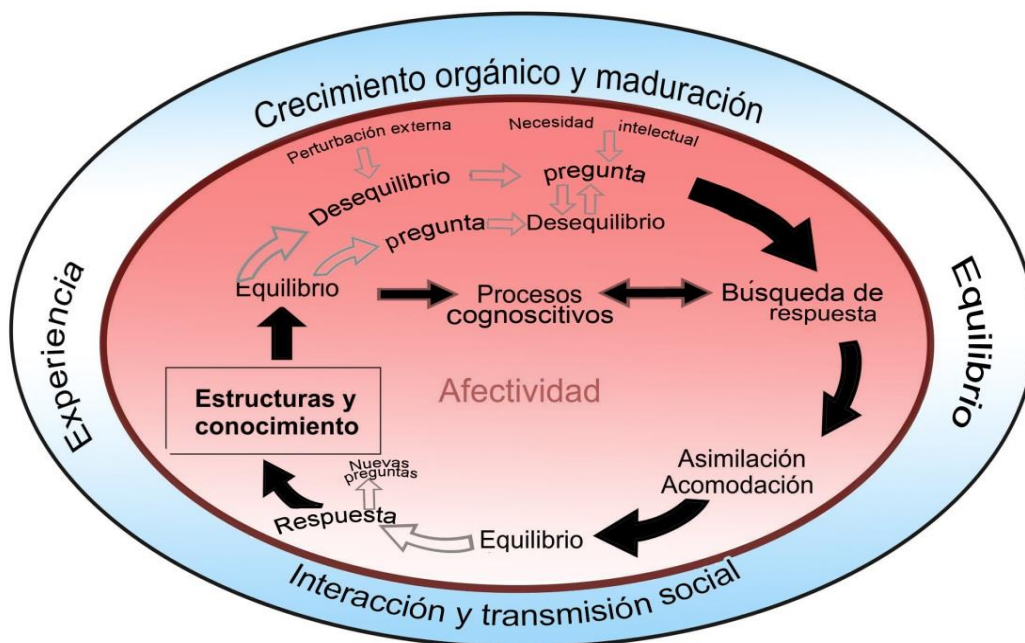 Crecimiento orgánico y maduración
Perturbación externa
Necesidad intelectual
Desequilibrio
pregunta
pregunta
Desequilibrio
Equilibrio
Procesos
cognoscitivos
Búsqueda de
respuesta
Experiencia
Equilibrio
Afectividad
Estructuras y
conocimiento
Asimilación
Acomodación
Nuevas
preguntas
Respuesta
Equilibrio
Interacción y transmisión social